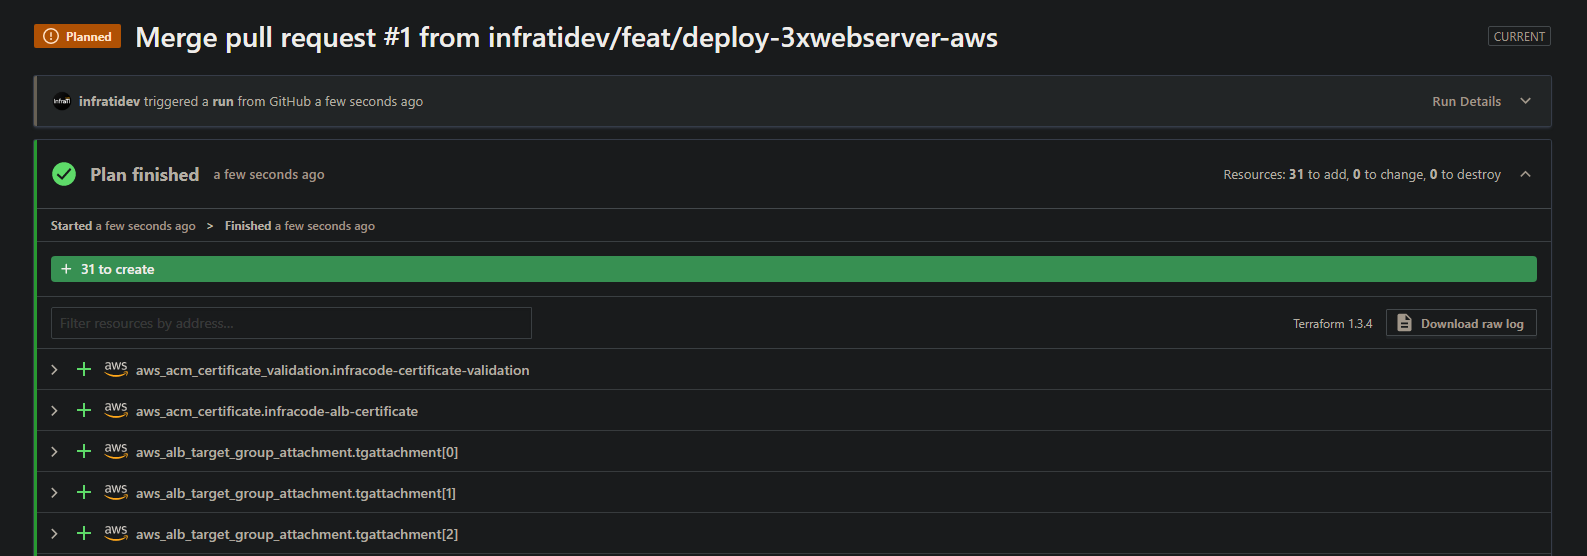 Planned Merge pull request #1 from infratidev/feat/deploy-3xwebserver-aws CURRENT
infrati infratidev triggered a run from GitHub a few seconds ago Run Details
Plan finished a few seconds ago Resources: 31 to add, 0 to change, 0 to destroy
Started a few seconds ago > Finished a few seconds ago
+ 31 to create
Filter resources by address... Terraform 1.3.4 Download raw log
aws aws_acm_certificate_validation.infracode-certificate-validation
aws aws_acm_certificate.infracode-alb-certificate
aws aws_alb_target_group_attachment.tgattachment[0]
aws aws_alb_target_group_attachment.tgattachment[1]
aws aws_alb_target_group_attachment.tgattachment[2]